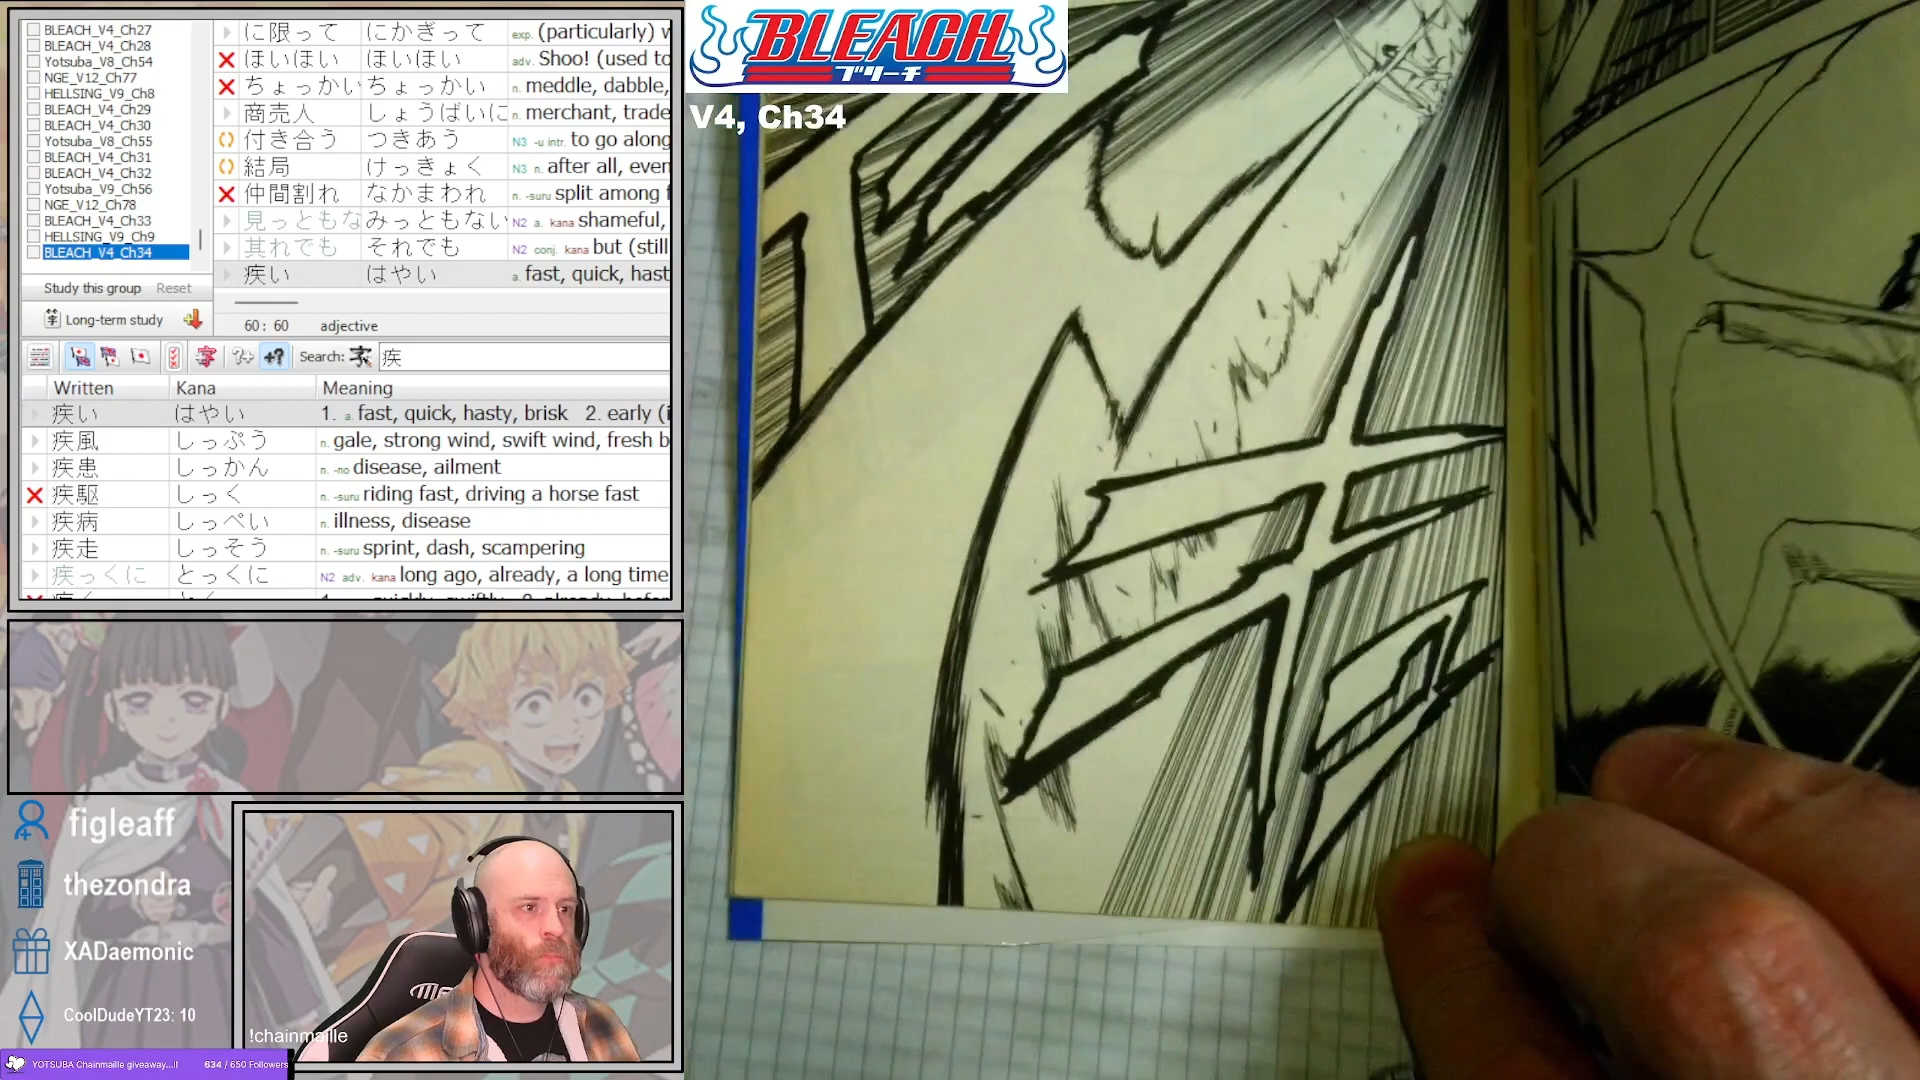 BLEACH_V4_Ch27
BLEACH_V4_Ch28
Yotsuba_V8_Ch54
NGE_V12_Ch77
HELLSING_V9_Ch8
BLEACH_V4_Ch29
BLEACH_V4_Ch30
Yotsuba_V8_Ch55
BLEACH_V4_Ch31
BLEACH_V4_Ch32
Yotsuba_V9_Ch56
NGE_V12_Ch78
BLEACH_V4_Ch33
HELLSING_V9_Ch9
BLEACH_V4_Ch34
Study this group Reset
Long-term study
に限って にかぎって exp. (particularly) w
ほいほい ほいほい adv. Shoo! (used to
ちょっかい ちょっかい n. meddle, dabble,
商売人 しょうばいに n. merchant, trade
付き合う つきあう N3 -u intr. to go along
結局 けっきょく N3 n. after all, even
仲間割れ なかまわれ n. -suru split among f
見っともな みっともない N2 a. kana shameful,
其れでも それでも N2 conj. kana but (still
疾い はやい a. fast, quick, hast
60: 60 adjective
Search: 疾
Written Kana Meaning
疾い はやい 1. a. fast, quick, hasty, brisk 2. early (i
疾風 しっぷう n. gale, strong wind, swift wind, fresh b
疾患 しっかん n. -no disease, ailment
疾駆 しっく n. -suru riding fast, driving a horse fast
疾病 しっぺい n. illness, disease
疾走 しっそう n. -suru sprint, dash, scampering
疾っくに とっくに N2 adv. kana long ago, already, a long time
BLEACH
ブリーチ
V4, Ch34
figleaff
thezondra
XADaemonic
CoolDudeYT23: 10
!chainmaille
YOTSUBA Chainmaille giveaway...!! 634 / 650 Followers